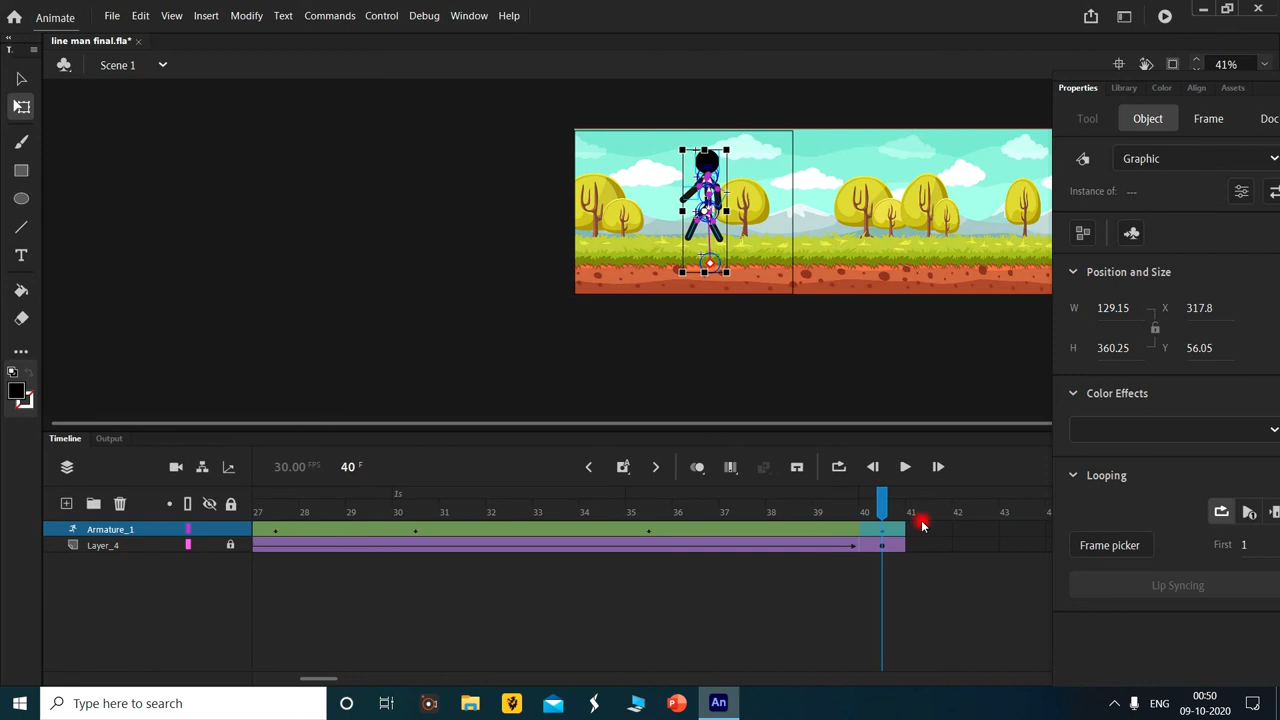 Animate File Edit View Insert Modify Text Commands Control Debug Window Help
line man final.fla*
T.
Scene 1 41%
Properties Library Color Align Assets
Tool Object Frame Doc
Graphic
Instance of: ---
Position and Size
W 129.15 X 317.8
H 360.25 Y 56.05
Color Effects
Looping
Frame picker First 1
Lip Syncing
Timeline Output
30.00 FPS 40 F
1s
27 28 29 30 31 32 33 34 35 36 37 38 39 40 41 42 43 4
Armature_1
Layer_4
Type here to search
An
ENG
00:50
09-10-2020